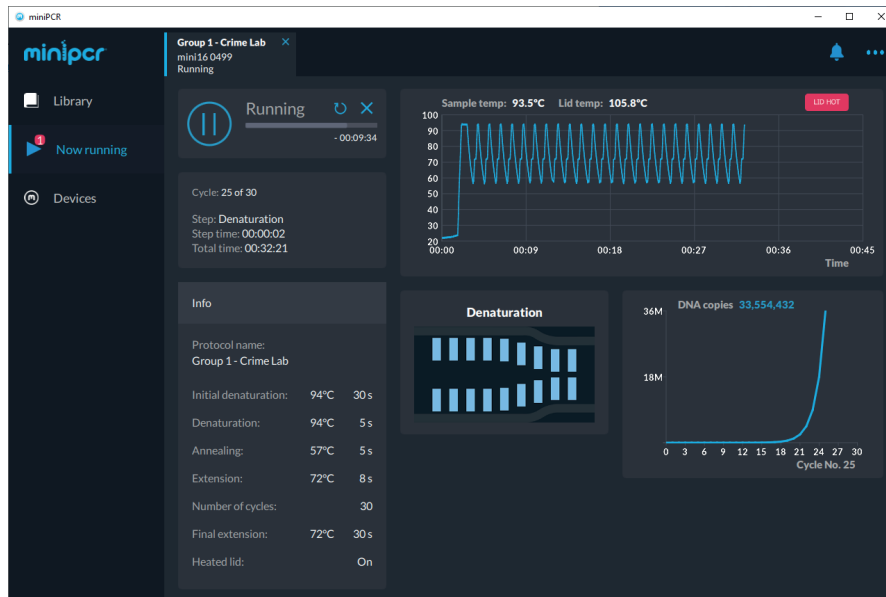 miniPCR
minipcr
Library
1
Now running
Devices
Group 1 - Crime Lab
mini16 0499
Running
Running
- 00:09:34
Cycle: 25 of 30
Step: Denaturation
Step time: 00:00:02
Total time: 00:32:21
Info
Protocol name:
Group 1 - Crime Lab
Initial denaturation: 94°C 30 s
Denaturation: 94°C 5 s
Annealing: 57°C 5 s
Extension: 72°C 8 s
Number of cycles: 30
Final extension: 72°C 30 s
Heated lid: On
Sample temp: 93.5°C Lid temp: 105.8°C
LID HOT
100
90
80
70
60
50
40
30
20
00:00 00:09 00:18 00:27 00:36 00:45
Time
Denaturation
DNA copies 33,554,432
36M
18M
0 3 6 9 12 15 18 21 24 27 30
Cycle No. 25